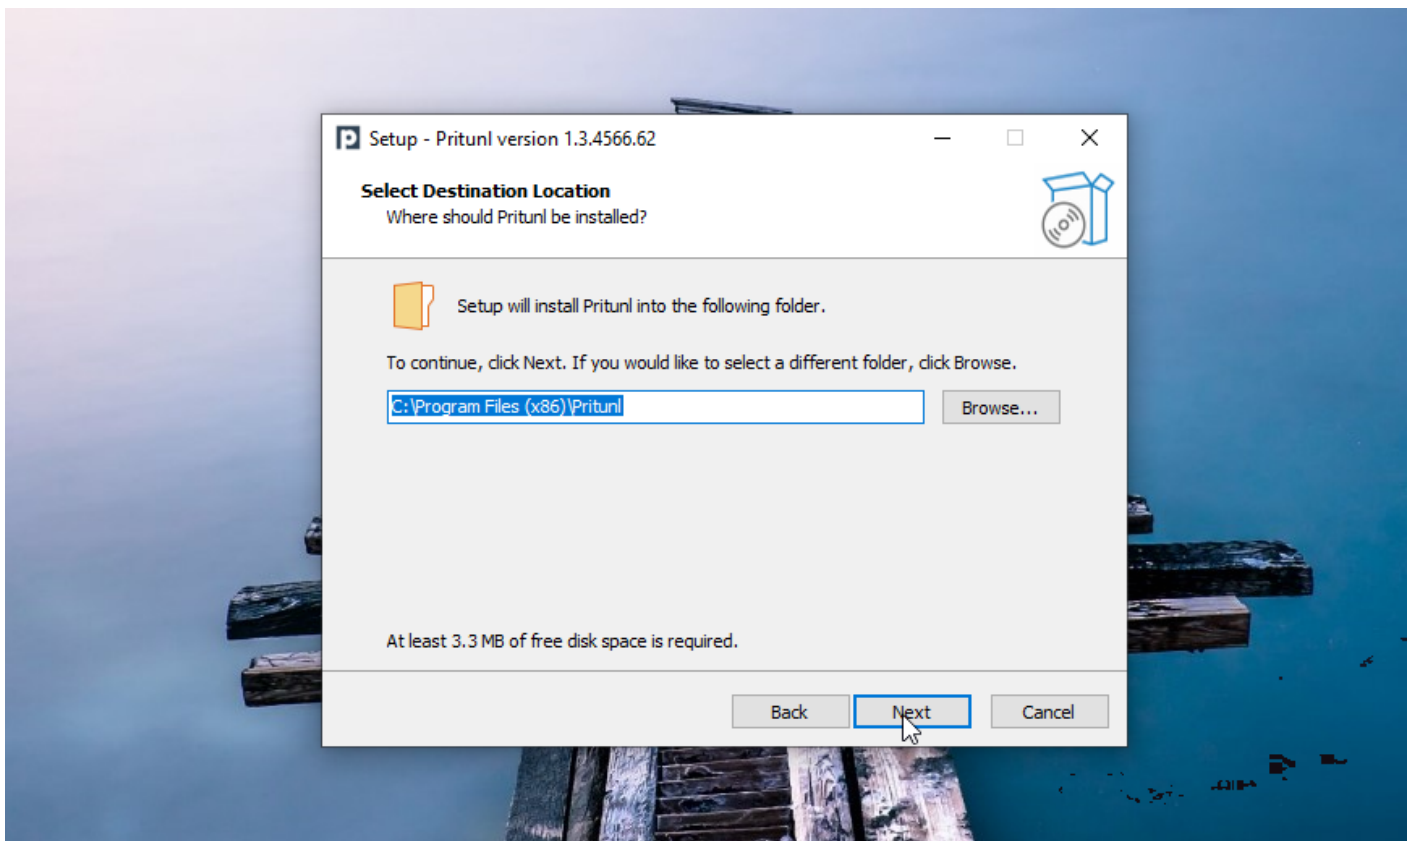 Setup - Pritunl version 1.3.4566.62
Select Destination Location
Where should Pritunl be installed?
Setup will install Pritunl into the following folder.
To continue, click Next. If you would like to select a different folder, click Browse.
C:\Program Files (x86)\Pritunl
Browse...
At least 3.3 MB of free disk space is required.
Back Next Cancel